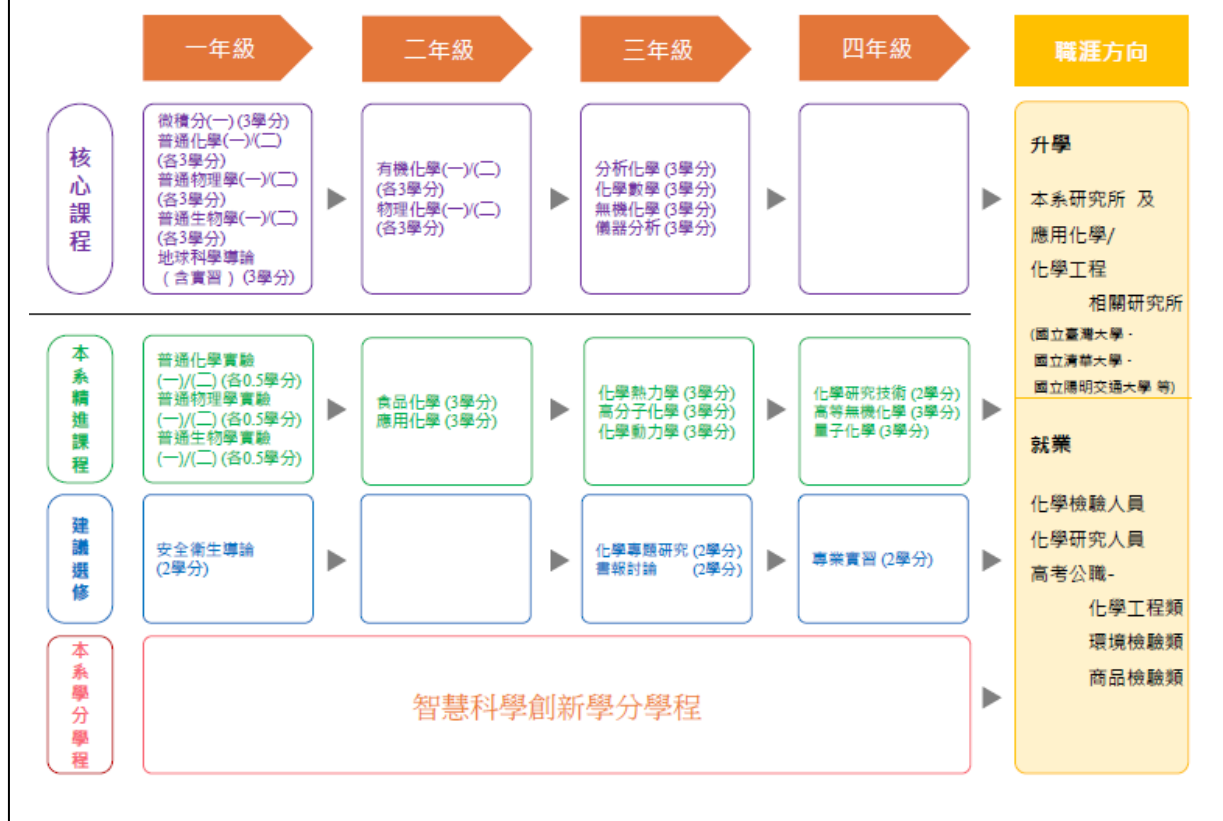 一年級
二年級
三年級
四年級
職涯方向
核心課程
微積分(一) (3學分)
普通化學(一)/(二)
(各3學分)
普通物理學(一)/(二)
(各3學分)
普通生物學(一)/(二)
(各3學分)
地球科學導論
（含實習）(3學分)
有機化學(一)/(二)
(各3學分)
物理化學(一)/(二)
(各3學分)
分析化學 (3學分)
化學數學 (3學分)
無機化學 (3學分)
儀器分析 (3學分)
本系精進課程
普通化學實驗
(一)/(二) (各0.5學分)
普通物理學實驗
(一)/(二) (各0.5學分)
普通生物學實驗
(一)/(二) (各0.5學分)
食品化學 (3學分)
應用化學 (3學分)
化學熱力學 (3學分)
高分子化學 (3學分)
化學動力學 (3學分)
化學研究技術 (2學分)
高等無機化學 (3學分)
量子化學 (3學分)
建議選修
安全衛生導論
(2學分)
化學專題研究 (2學分)
書報討論 (2學分)
專業實習 (2學分)
本系學分學程
智慧科學創新學分學程
升學
本系研究所 及
應用化學/
化學工程
相關研究所
(國立臺灣大學、
國立清華大學、
國立陽明交通大學 等)
就業
化學檢驗人員
化學研究人員
高考公職-
化學工程類
環境檢驗類
商品檢驗類